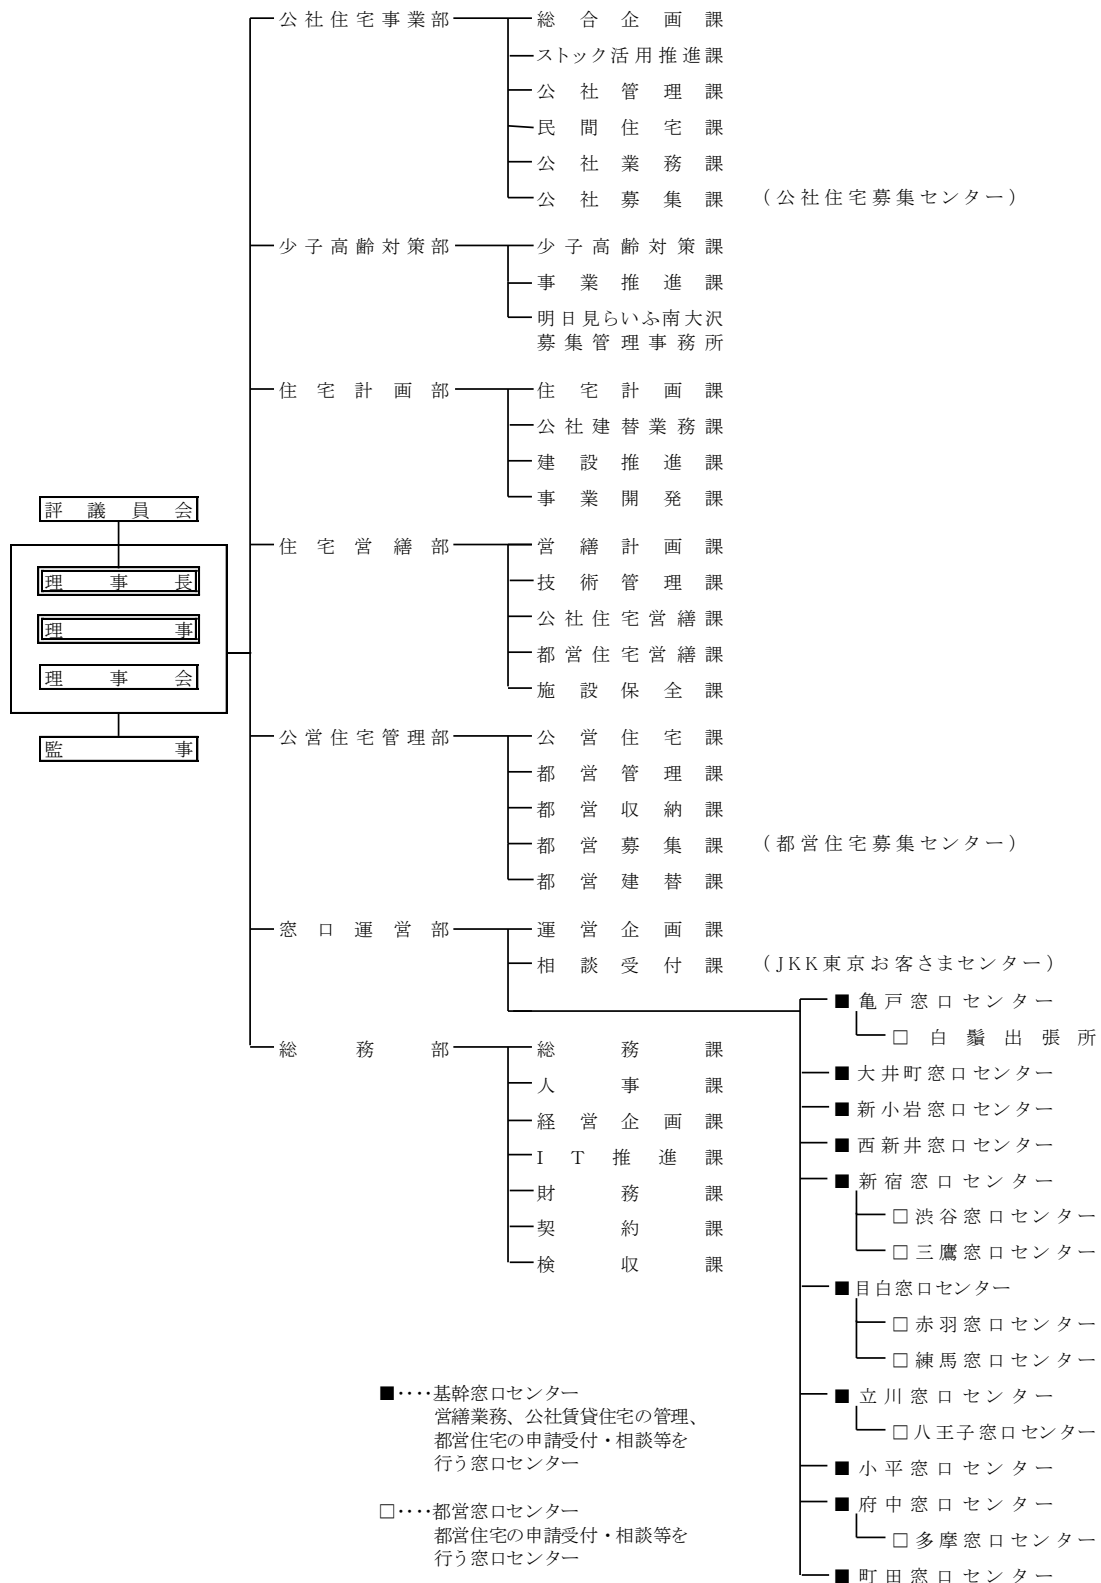 評議員会
理事長
理事
理事会
監事
公社住宅事業部
総合企画課
ストック活用推進課
公社管理課
民間住宅課
公社業務課
公社募集課 (公社住宅募集センター)
少子高齢対策部
少子高齢対策課
事業推進課
明日見らいふ南大沢
募集管理事務所
住宅計画部
住宅計画課
公社建替業務課
建設推進課
事業開発課
住宅営繕部
営繕計画課
技術管理課
公社住宅営繕課
都営住宅営繕課
施設保全課
公営住宅管理部
公営住宅課
都営管理課
都営収納課
都営募集課 (都営住宅募集センター)
都営建替課
窓口運営部
運営企画課
相談受付課 (JKK東京お客さまセンター)
■亀戸窓口センター
□白鬚出張所
■大井町窓口センター
■新小岩窓口センター
■西新井窓口センター
■新宿窓口センター
□渋谷窓口センター
□三鷹窓口センター
■目白窓口センター
□赤羽窓口センター
□練馬窓口センター
■立川窓口センター
□八王子窓口センター
■小平窓口センター
■府中窓口センター
□多摩窓口センター
■町田窓口センター
総務部
総務課
人事課
経営企画課
IT推進課
財務課
契約課
検収課
■‥‥基幹窓口センター
営繕業務、公社賃貸住宅の管理、
都営住宅の申請受付・相談等を
行う窓口センター
□‥‥都営窓口センター
都営住宅の申請受付・相談等を
行う窓口センター